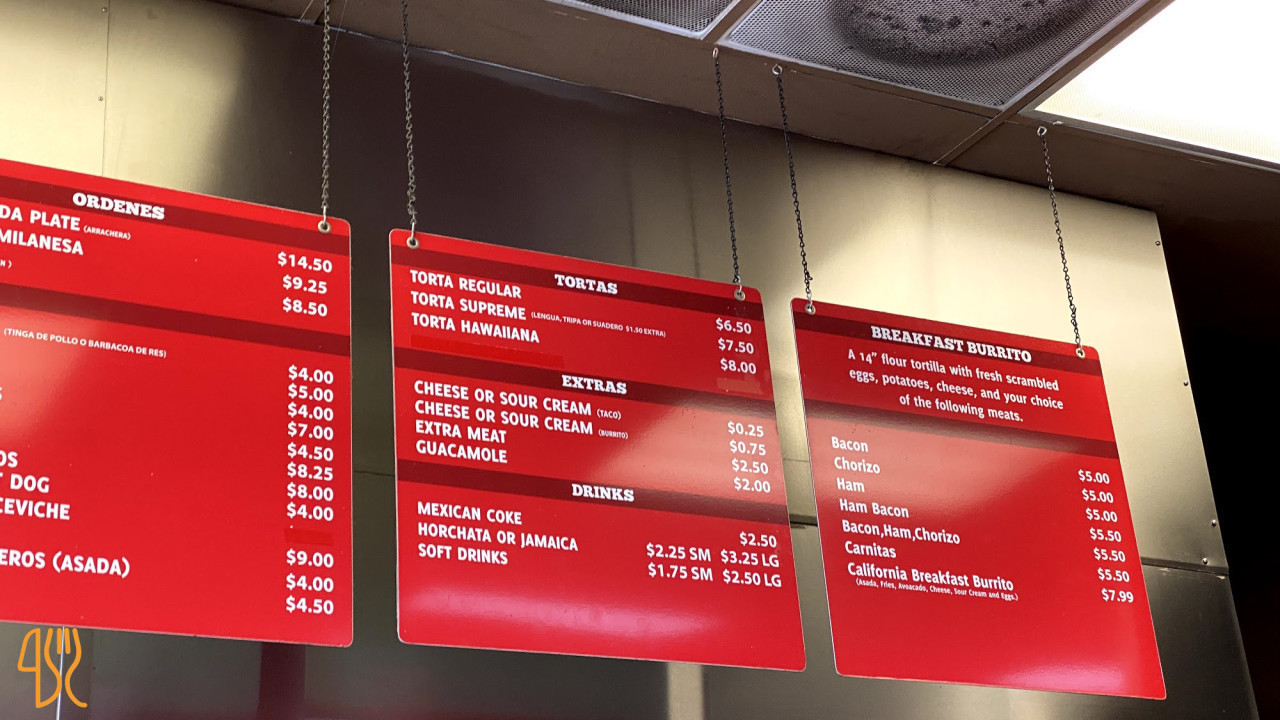 ORDENES
DA PLATE (ARRACHERA) $14.50
MILANESA $9.25
N ) $8.50
(TINGA DE POLLO O BARBACOA DE RES)
$4.00
$5.00
S $4.00
$7.00
$4.50
OS $8.25
T DOG $8.00
CEVICHE $4.00
$9.00
EROS (ASADA) $4.00
$4.50
TORTAS
TORTA REGULAR $6.50
TORTA SUPREME (LENGUA, TRIPA OR SUADERO $1.50 EXTRA) $7.50
TORTA HAWAIIANA $8.00
EXTRAS
CHEESE OR SOUR CREAM (TACO) $0.25
CHEESE OR SOUR CREAM (BURRITO) $0.75
EXTRA MEAT $2.50
GUACAMOLE $2.00
DRINKS
MEXICAN COKE $2.50
HORCHATA OR JAMAICA $2.25 SM $3.25 LG
SOFT DRINKS $1.75 SM $2.50 LG
BREAKFAST BURRITO
A 14" flour tortilla with fresh scrambled
eggs, potatoes, cheese, and your choice
of the following meats.
Bacon $5.00
Chorizo $5.00
Ham $5.00
Ham Bacon $5.50
Bacon,Ham,Chorizo $5.50
Carnitas $5.50
California Breakfast Burrito $7.99
(Asada, Fries, Avoacado, Cheese, Sour Cream and Eggs.)